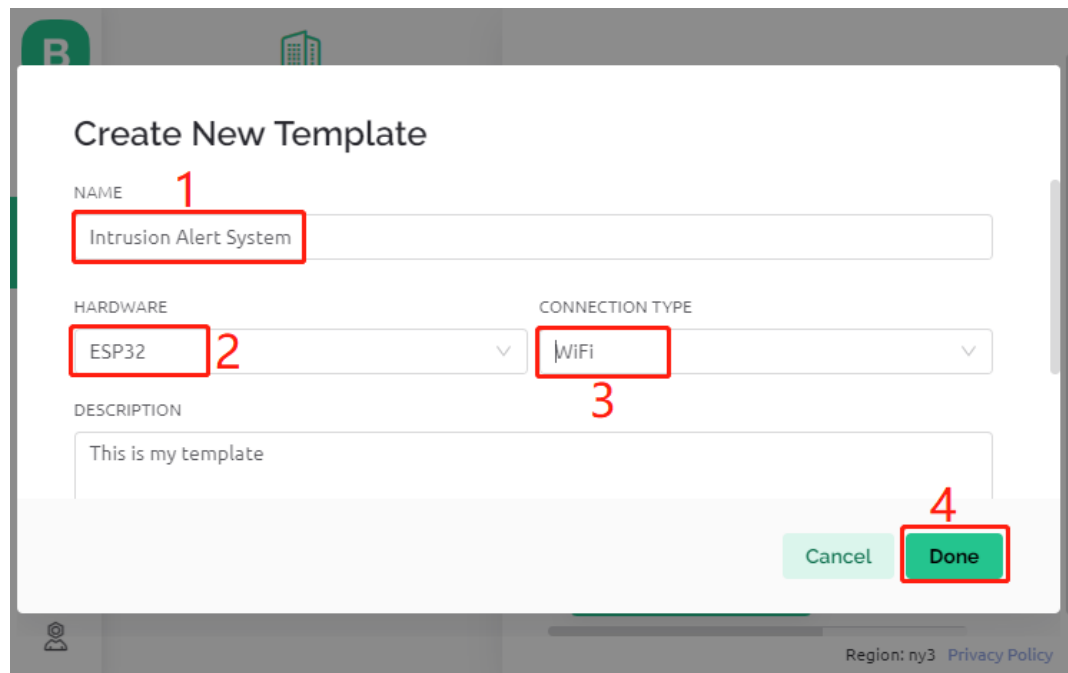 B
Create New Template
NAME
1
Intrusion Alert System
HARDWARE
CONNECTION TYPE
ESP32
2
WiFi
3
DESCRIPTION
This is my template
4
Cancel
Done
Region: ny3 Privacy Policy